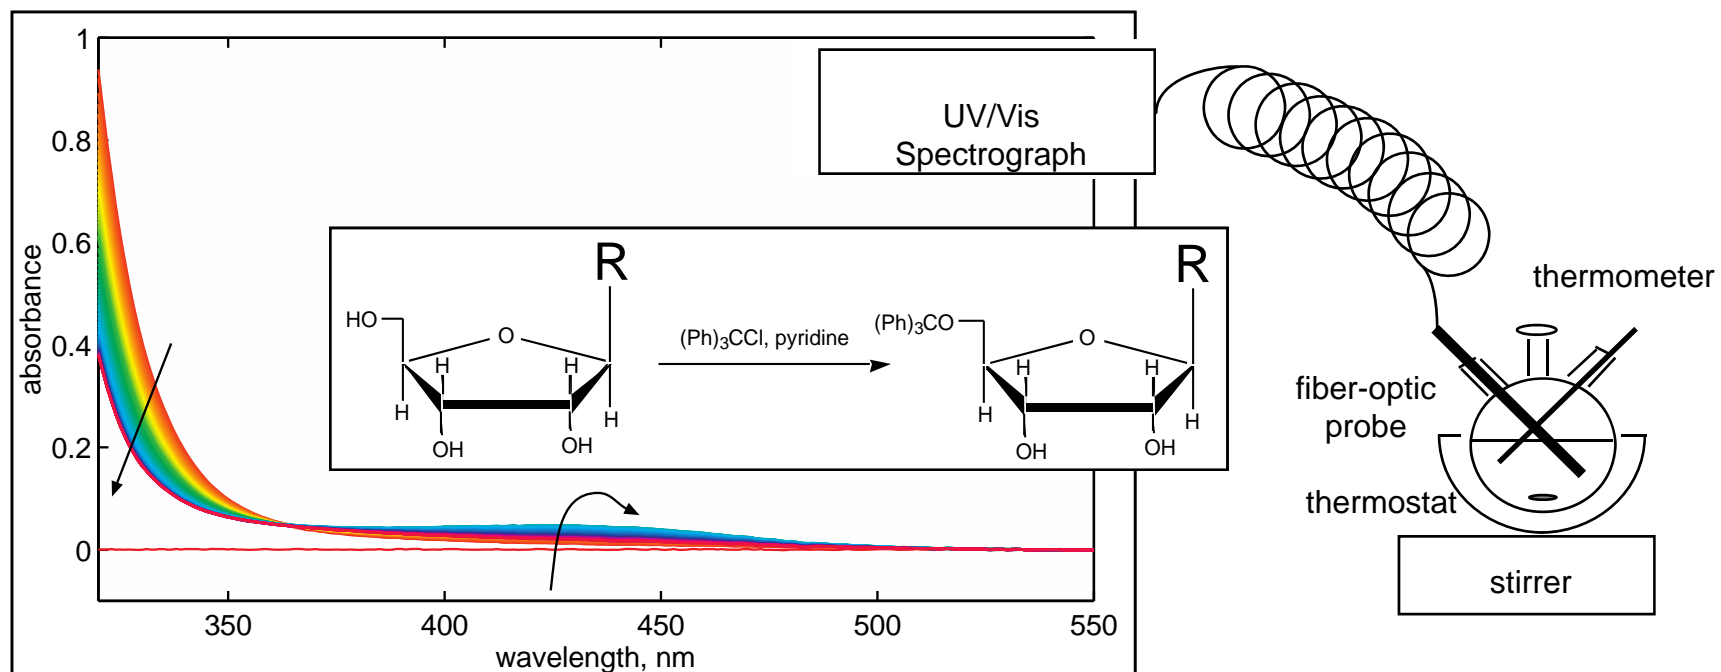 1
0.8
0.6
0.4
0.2
0
absorbance
350
400
450
500
550
wavelength, nm
UV/Vis
Spectrograph
R
HO
O
H
H
H
H
OH
OH
(Ph)₃CCl, pyridine
R
(Ph)₃CO
O
H
H
H
H
OH
OH
thermometer
fiber-optic
probe
thermostat
stirrer